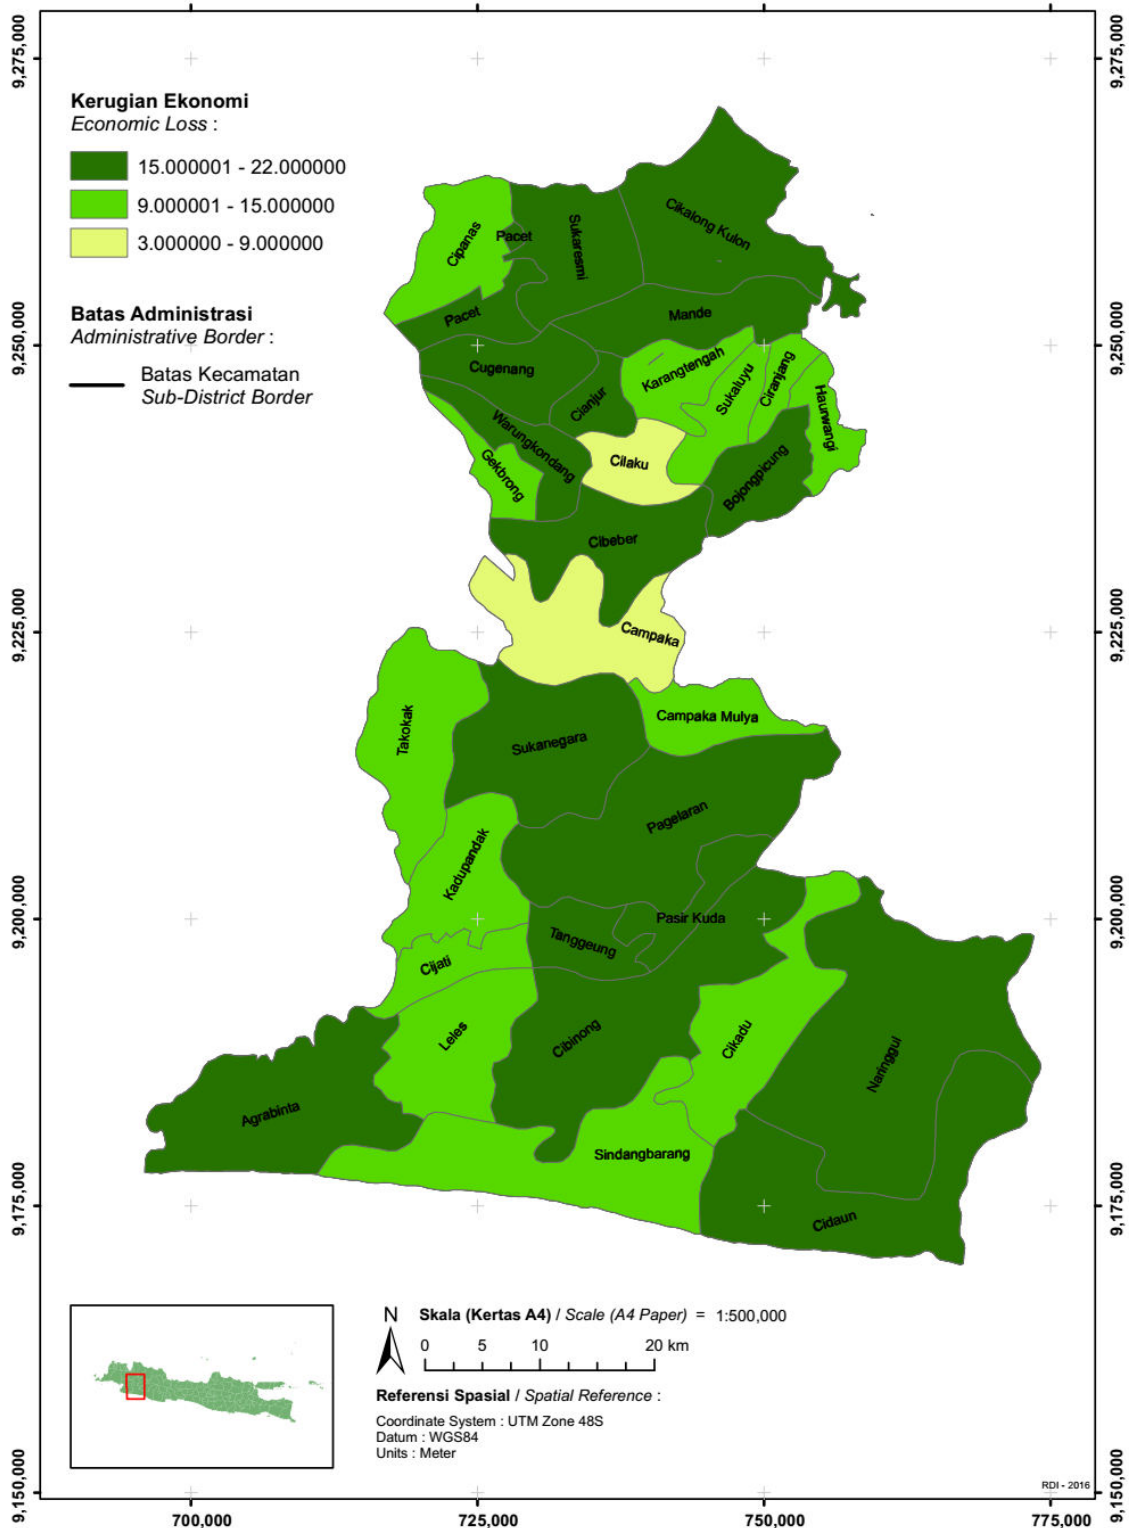 Kerugian Ekonomi
Economic Loss :
15.000001 - 22.000000
9.000001 - 15.000000
3.000000 - 9.000000
Batas Administrasi
Administrative Border :
Batas Kecamatan
Sub-District Border
9,275,000
9,275,000
9,250,000
9,250,000
9,225,000
9,225,000
9,200,000
9,200,000
9,175,000
9,175,000
9,150,000
9,150,000
Cikalong Kulon
Cipanas
Pacet
Sukaresmi
Pacet
Mande
Cugenang
Karangtengah
Sukaluyu
Ciranjang
Haurwangi
Cianjur
Warungkondang
Gekbrong
Cilaku
Bojongpicung
Cibeber
Campaka
Takokak
Sukanegara
Campaka Mulya
Pagelaran
Kadupandak
Pasir Kuda
Tanggeung
Cijati
Leles
Cibinong
Cikadu
Naringgul
Agrabinta
Sindangbarang
Cidaun
N
Skala (Kertas A4) / Scale (A4 Paper) = 1:500,000
0 5 10 20 km
Referensi Spasial / Spatial Reference :
Coordinate System : UTM Zone 48S
Datum : WGS84
Units : Meter
RDI - 2016
700,000 725,000 750,000 775,000